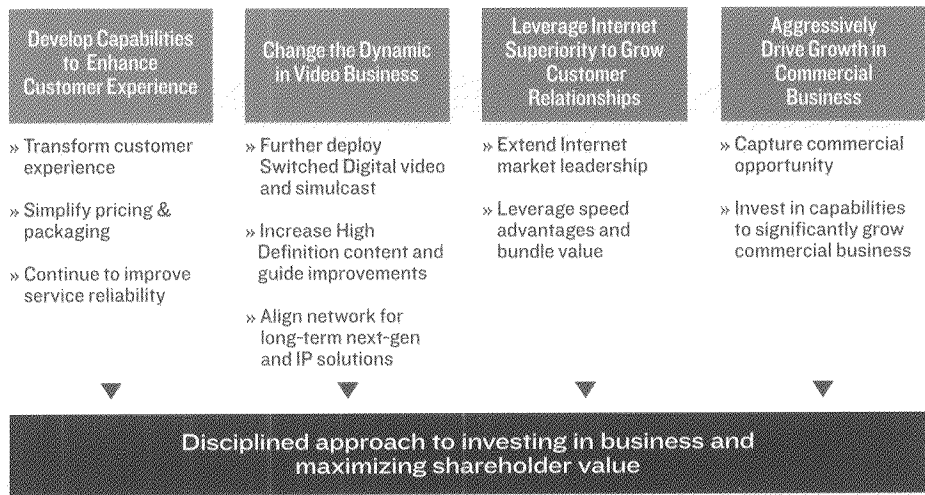 Develop Capabilities
to Enhance
Customer Experience
» Transform customer
experience
» Simplify pricing &
packaging
» Continue to improve
service reliability
Change the Dynamic
in Video Business
» Further deploy
Switched Digital video
and simulcast
» Increase High
Definition content and
guide improvements
» Align network for
long-term next-gen
and IP solutions
Leverage Internet
Superiority to Grow
Customer
Relationships
» Extend Internet
market leadership
» Leverage speed
advantages and
bundle value
Aggressively
Drive Growth in
Commercial
Business
» Capture commercial
opportunity
» Invest in capabilities
to significantly grow
commercial business
Disciplined approach to investing in business and
maximizing shareholder value